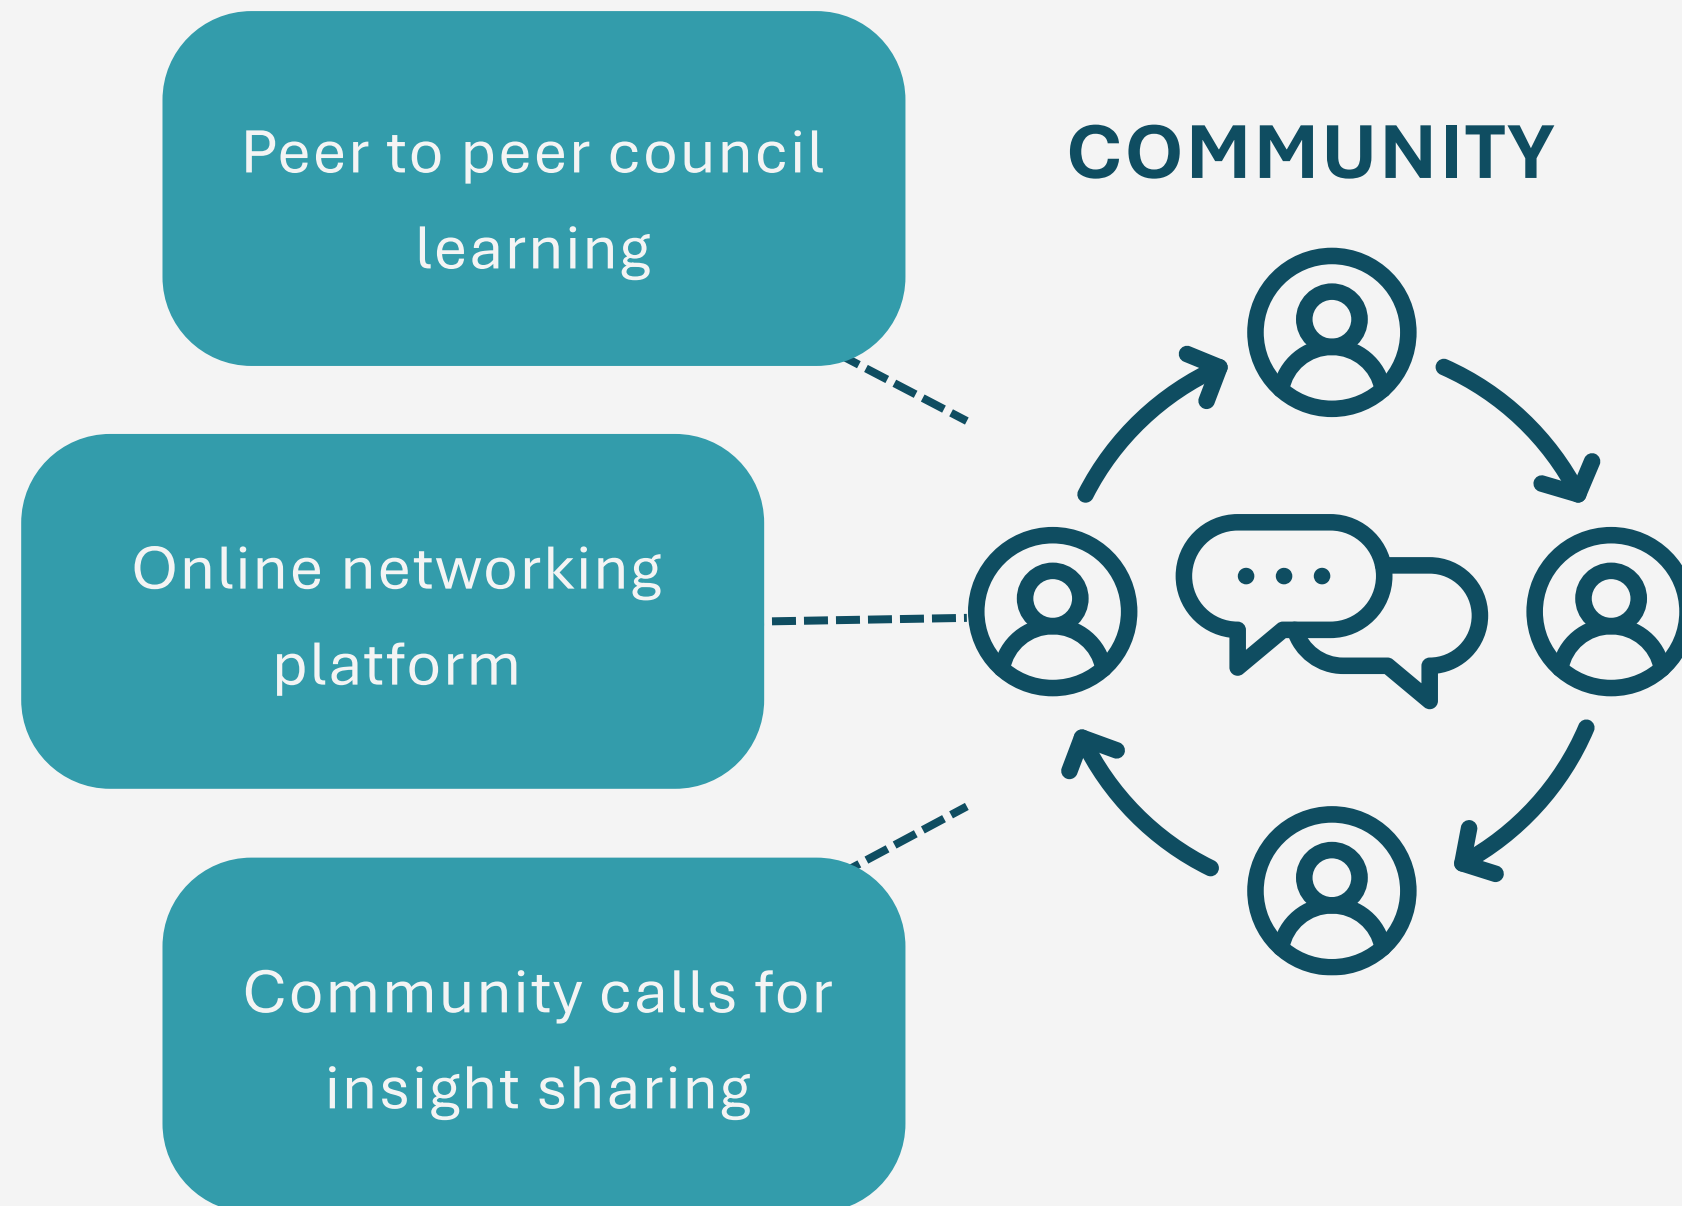 Peer to peer council
learning
COMMUNITY
Online networking
platform
Community calls for
insight sharing